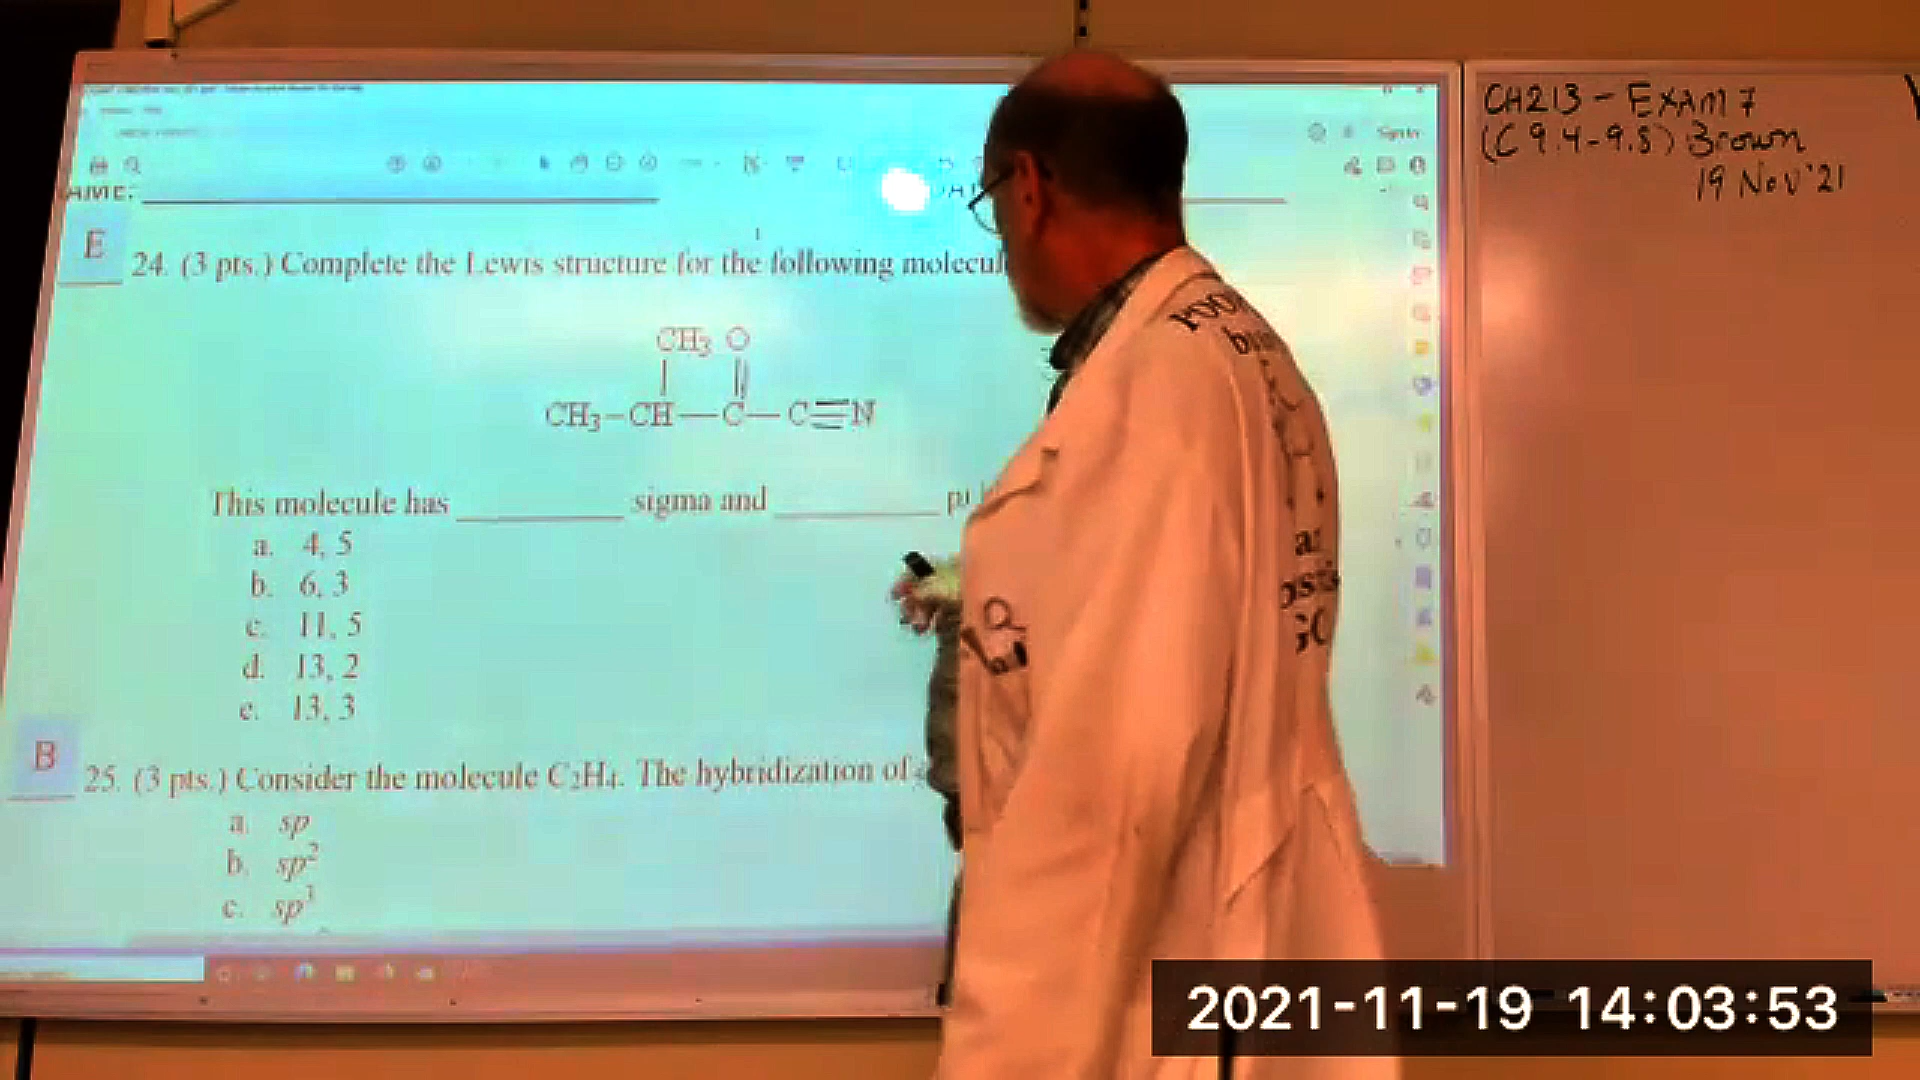 CH213 - EXAM 7
(C 9.4-9.8) Brown
19 Nov '21
Sign In
AME:
E
24. (3 pts.) Complete the Lewis structure for the following
CH3 O
CH3-CH-C-C≡N
This molecule has ________ sigma and ________
a. 4, 5
b. 6, 3
c. 11, 5
d. 13, 2
e. 13, 3
B
25. (3 pts.) Consider the molecule C2H4. The hybridization of
a. sp
b. sp2
c. sp3
2021-11-19 14:03:53